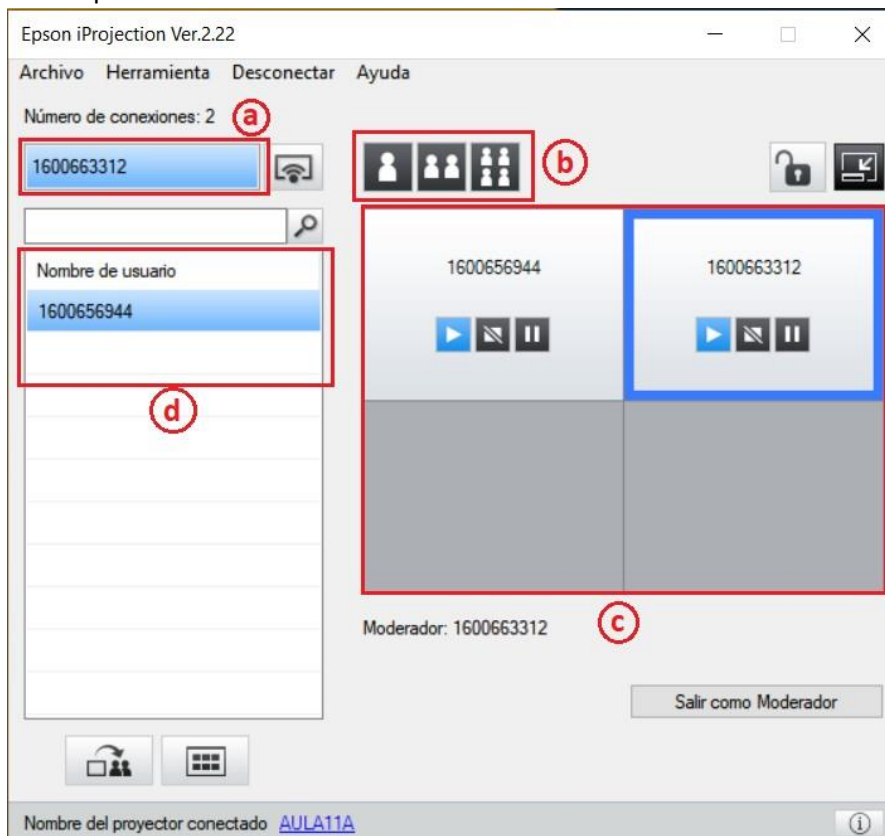 Epson iProjection Ver.2.22
Archivo Herramienta Desconectar Ayuda
Número de conexiones: 2
a
1600663312
b
Nombre de usuario
1600656944
d
1600656944
1600663312
Moderador: 1600663312
c
Salir como Moderador
Nombre del proyector conectado AULA11A